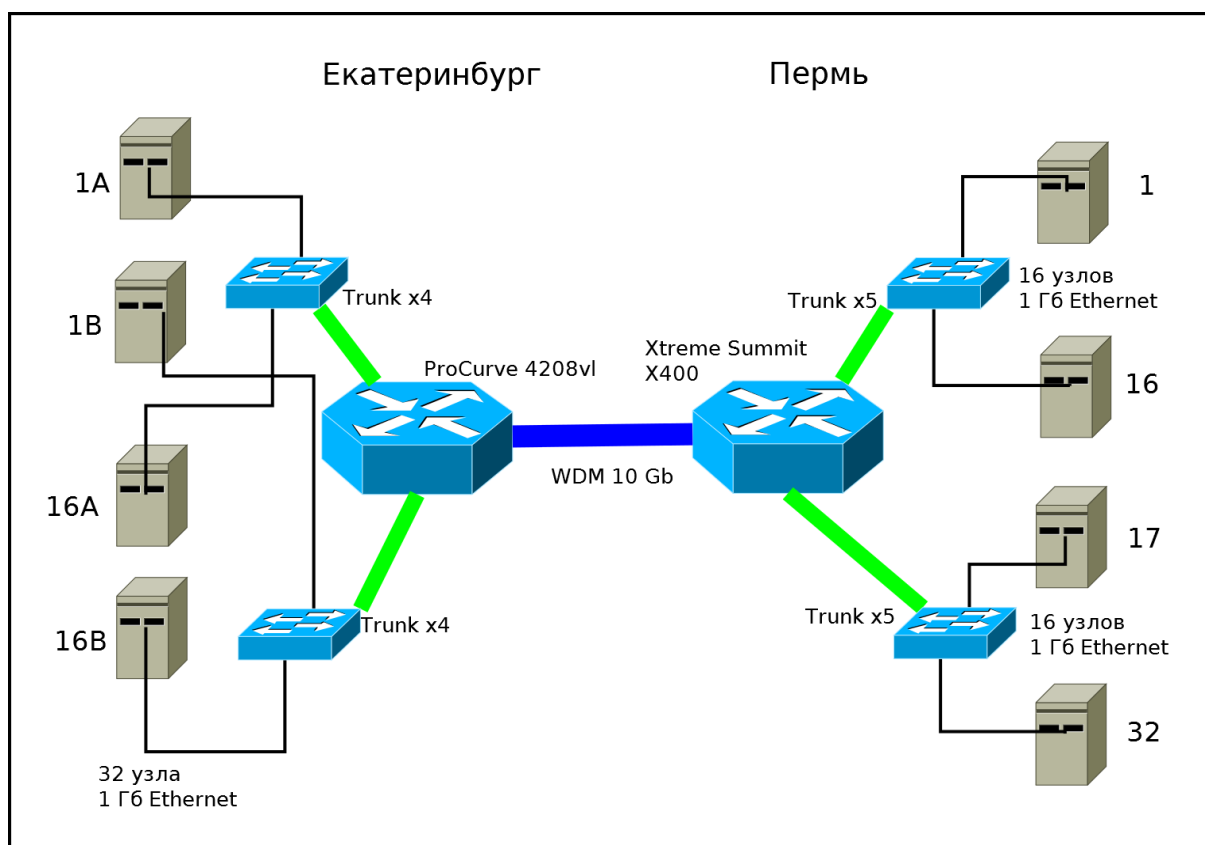 Екатеринбург
Пермь
1A
1B
16A
16B
Trunk x4
ProCurve 4208vl
Trunk x4
32 узла
1 Гб Ethernet
WDM 10 Gb
Xtreme Summit
X400
Trunk x5
16 узлов
1 Гб Ethernet
1
16
17
Trunk x5
16 узлов
1 Гб Ethernet
32